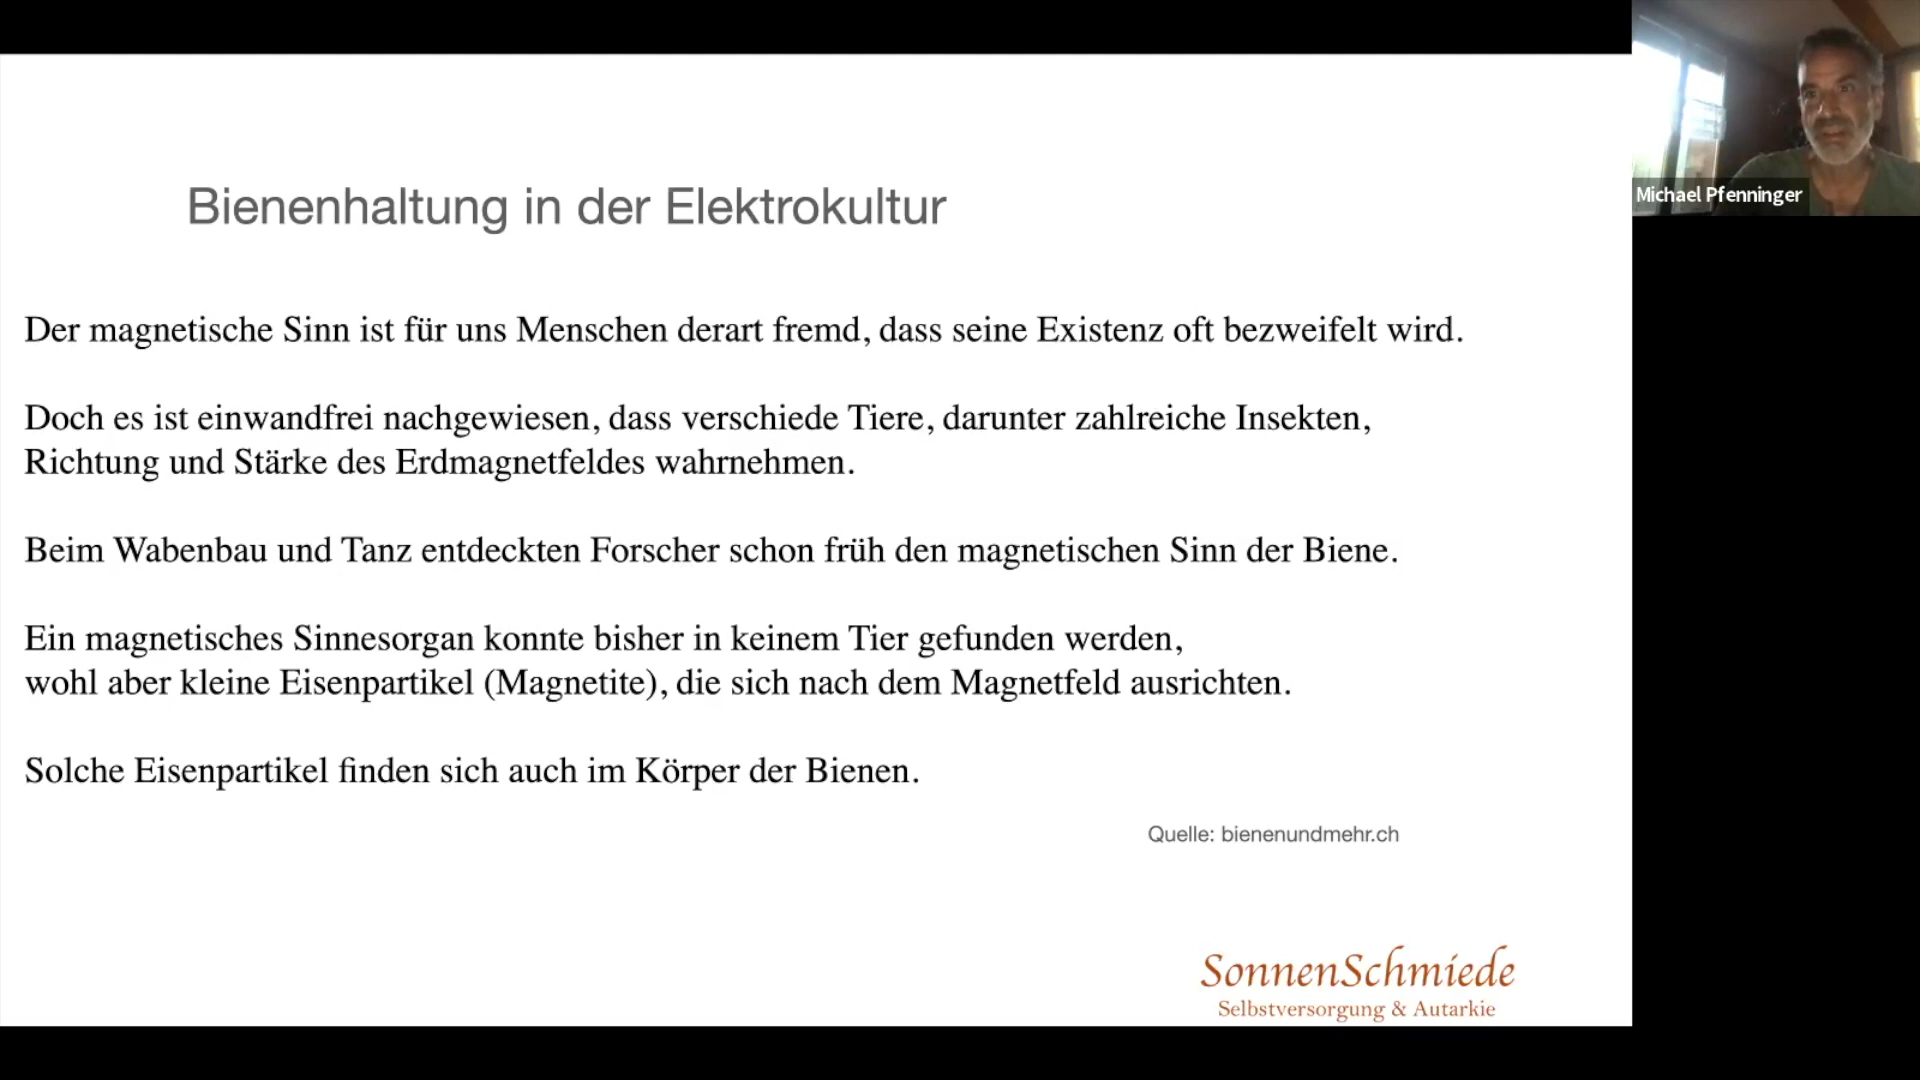 Bienenhaltung in der Elektrokultur
Der magnetische Sinn ist für uns Menschen derart fremd, dass seine Existenz oft bezweifelt wird.
Doch es ist einwandfrei nachgewiesen, dass verschiede Tiere, darunter zahlreiche Insekten,
Richtung und Stärke des Erdmagnetfeldes wahrnehmen.
Beim Wabenbau und Tanz entdeckten Forscher schon früh den magnetischen Sinn der Biene.
Ein magnetisches Sinnesorgan konnte bisher in keinem Tier gefunden werden,
wohl aber kleine Eisenpartikel (Magnetite), die sich nach dem Magnetfeld ausrichten.
Solche Eisenpartikel finden sich auch im Körper der Bienen.
Quelle: bienenundmehr.ch
SonnenSchmiede
Selbstversorgung & Autarkie
Michael Pfenninger